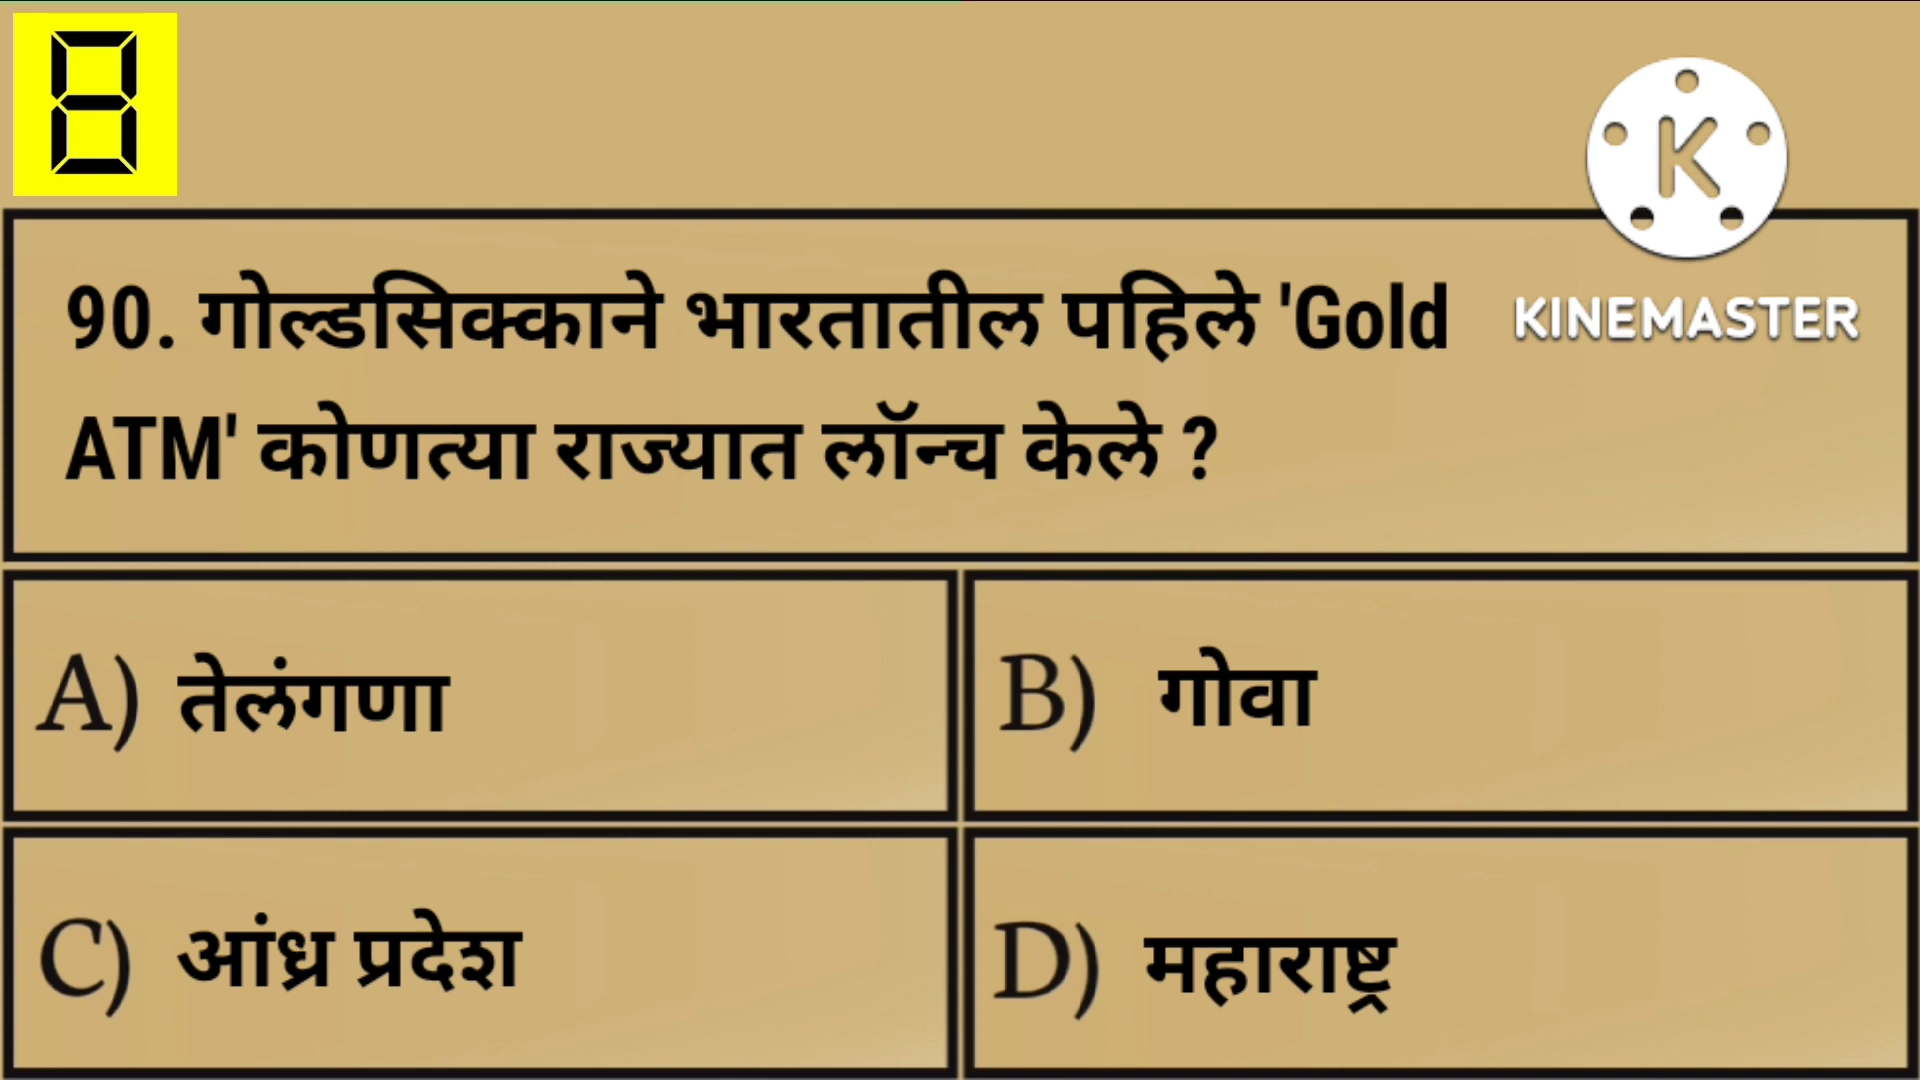 8
K
KINEMASTER
90. गोल्डसिक्काने भारतातील पहिले 'Gold
ATM' कोणत्या राज्यात लॉन्च केले ?
A) तेलंगणा
B) गोवा
C) आंध्र प्रदेश
D) महाराष्ट्र